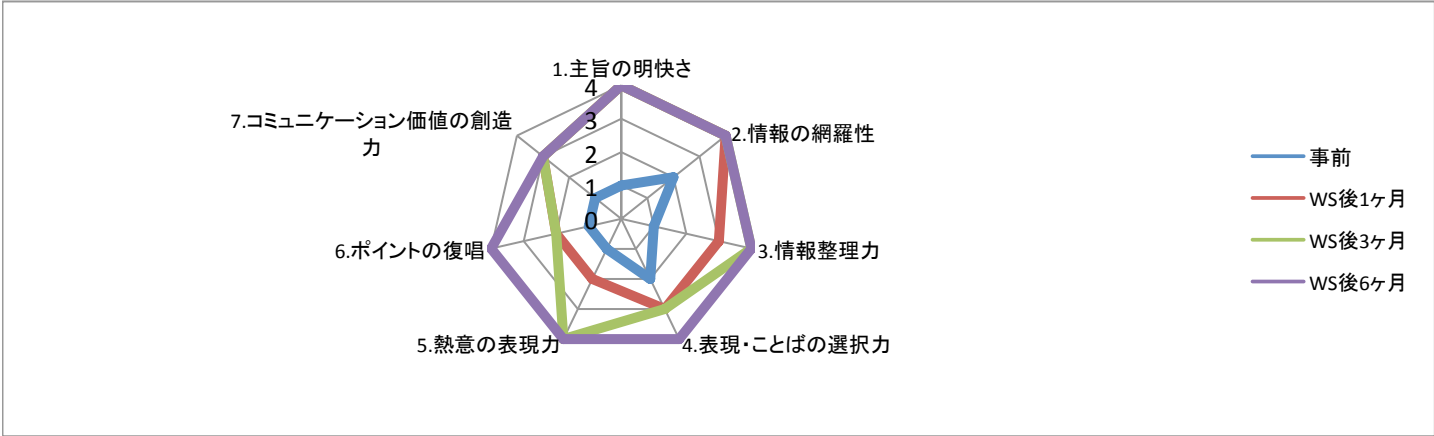 1.主旨の明快さ
4
3
2
1
0
2.情報の網羅性
3.情報整理力
4.表現・ことばの選択力
5.熱意の表現力
6.ポイントの復唱
7.コミュニケーション価値の創造
力
事前
WS後1ヶ月
WS後3ヶ月
WS後6ヶ月